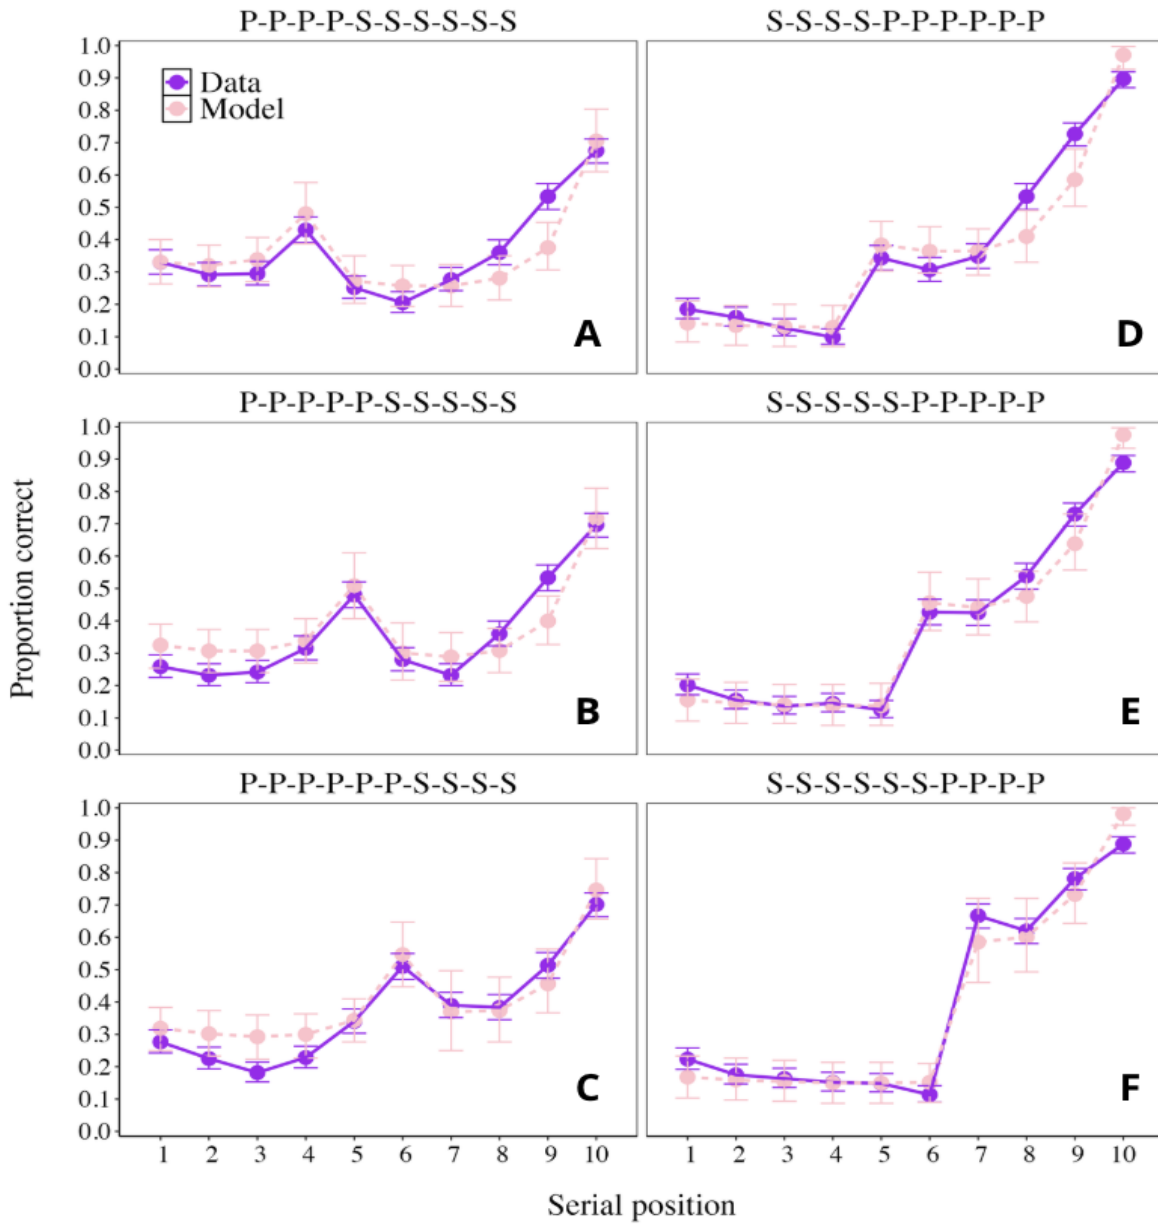 P-P-P-P-S-S-S-S-S-S
S-S-S-S-P-P-P-P-P-P
1.0
0.9
0.8
0.7
0.6
0.5
0.4
0.3
0.2
0.1
0.0
Data
Model
A
D
P-P-P-P-P-S-S-S-S-S
S-S-S-S-S-P-P-P-P-P
1.0
0.9
0.8
0.7
0.6
0.5
0.4
0.3
0.2
0.1
0.0
Proportion correct
B
E
P-P-P-P-P-P-S-S-S-S
S-S-S-S-S-S-P-P-P-P
1.0
0.9
0.8
0.7
0.6
0.5
0.4
0.3
0.2
0.1
0.0
C
F
1 2 3 4 5 6 7 8 9 10
1 2 3 4 5 6 7 8 9 10
Serial position